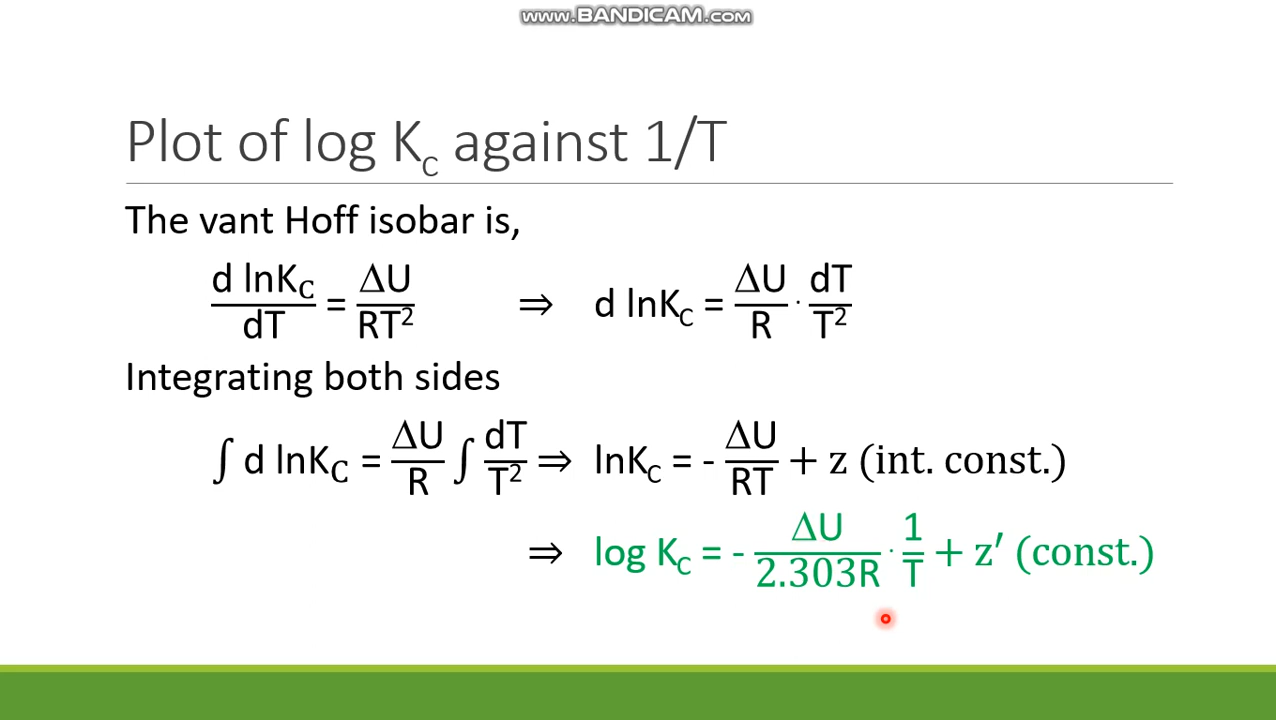 www.BANDICAM.com
Plot of log K_C against 1/T
The vant Hoff isobar is,
d lnK_C/dT = ΔU/RT² ⇒ d lnK_C = ΔU/R · dT/T²
Integrating both sides
∫ d lnK_C = ΔU/R ∫ dT/T² ⇒ lnK_C = - ΔU/RT + z (int. const.)
⇒ log K_C = - ΔU/2.303R · 1/T + z′ (const.)